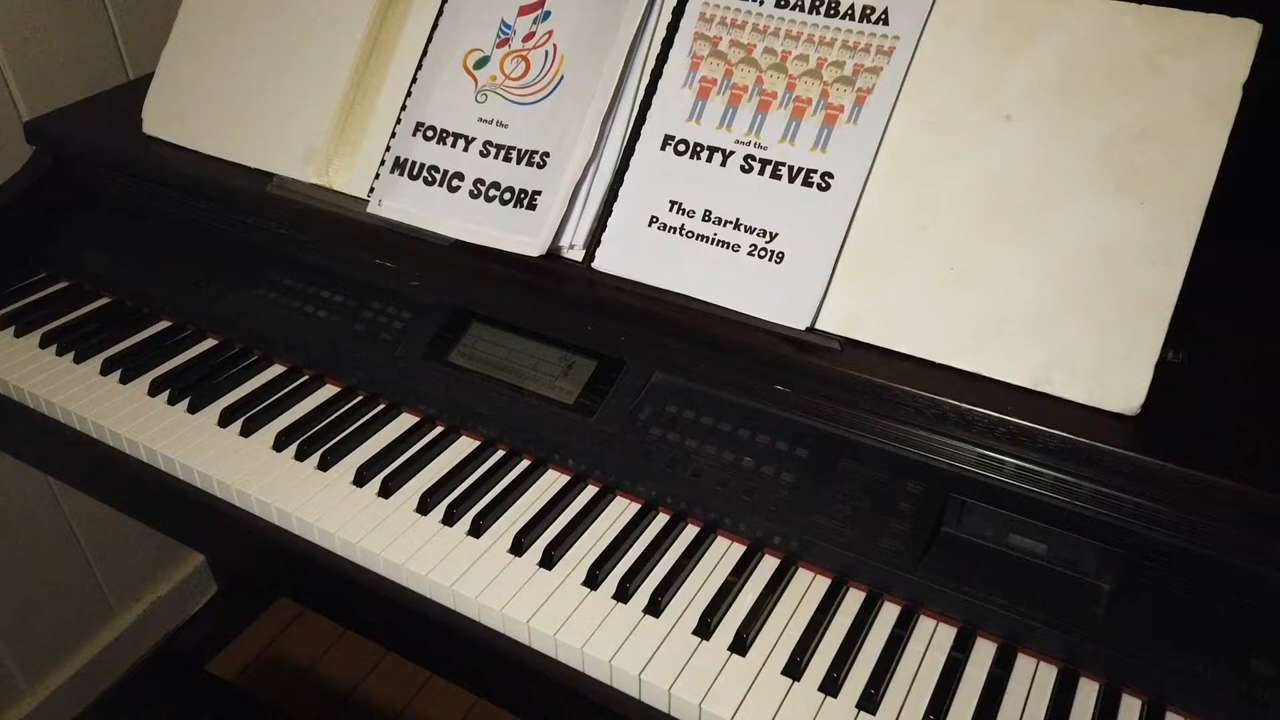 and the
FORTY STEVES
MUSIC SCORE
BARBARA
and the
FORTY STEVES
The Barkway
Pantomime 2019